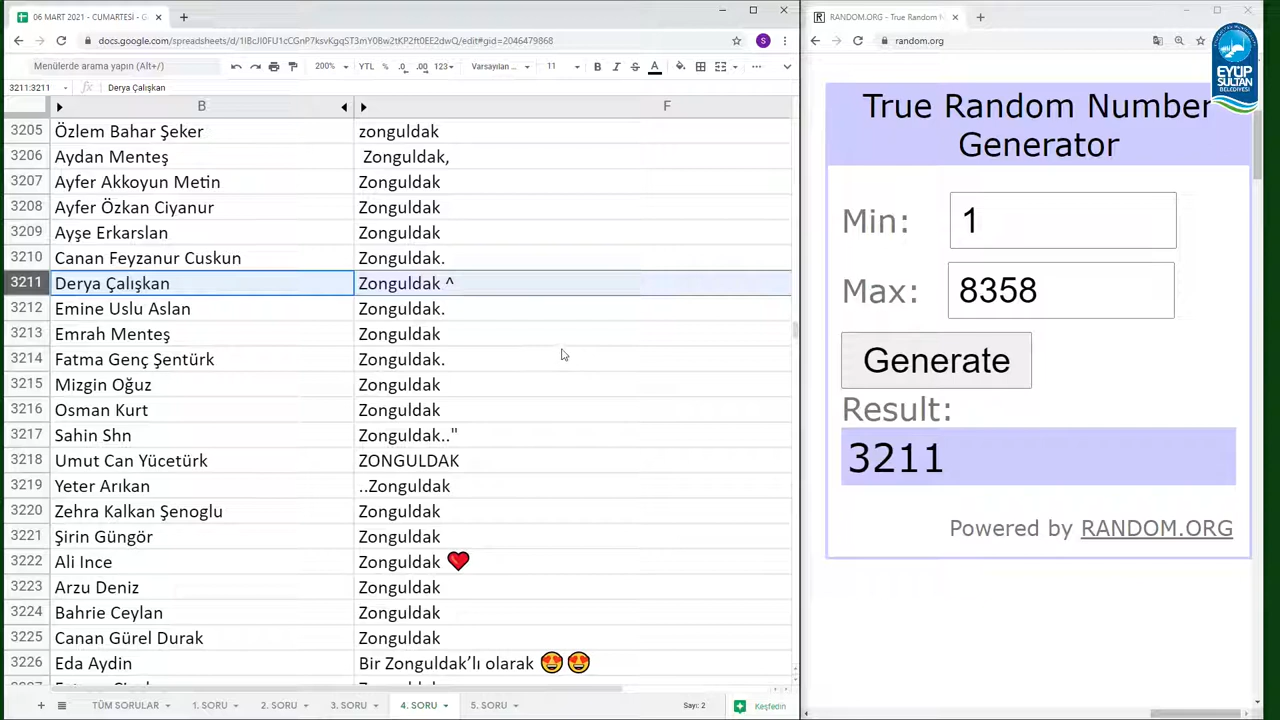 06 MART 2021 - CUMARTESİ - G
docs.google.com/spreadsheets/d/1IBcJI0FU1cCGnP7ksvKgqST3mY0Bw2tKP2ft0EE2dwQ/edit#gid=204647986
Menülerde arama yapın (Alt+/)
200%
YTL
%
.0
.00
123
Varsayılan ...
B
I
S
A
3211:3211
fx
Derya Çalışkan
B
F
3205 Özlem Bahar Şeker zonguldak
3206 Aydan Menteş Zonguldak,
3207 Ayfer Akkoyun Metin Zonguldak
3208 Ayfer Özkan Ciyanur Zonguldak
3209 Ayşe Erkarslan Zonguldak
3210 Canan Feyzanur Cuskun Zonguldak.
3211 Derya Çalışkan Zonguldak ^
3212 Emine Uslu Aslan Zonguldak.
3213 Emrah Menteş Zonguldak
3214 Fatma Genç Şentürk Zonguldak.
3215 Mizgin Oğuz Zonguldak
3216 Osman Kurt Zonguldak
3217 Sahin Shn Zonguldak.."
3218 Umut Can Yücetürk ZONGULDAK
3219 Yeter Arıkan ..Zonguldak
3220 Zehra Kalkan Şenoglu Zonguldak
3221 Şirin Güngör Zonguldak
3222 Ali Ince Zonguldak ❤️
3223 Arzu Deniz Zonguldak
3224 Bahrie Ceylan Zonguldak
3225 Canan Gürel Durak Zonguldak
3226 Eda Aydin Bir Zonguldak’lı olarak 😍😍
TÜM SORULAR
1. SORU
2. SORU
3. SORU
4. SORU
5. SORU
Say: 2
Keşfedin
RANDOM.ORG - True Random N
random.org
EYÜP
SULTAN
BELEDİYESİ
True Random Number
Generator
Min: 1
Max: 8358
Generate
Result:
3211
Powered by RANDOM.ORG